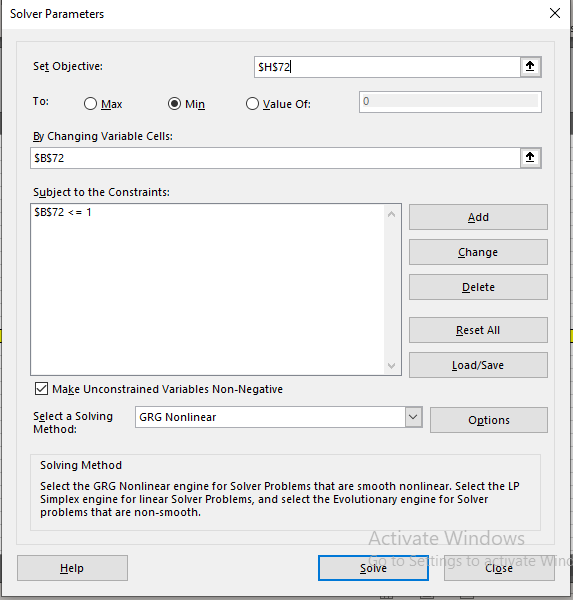 Solver Parameters
Set Objective:
$H$72
To:
Max
Min
Value Of:
0
By Changing Variable Cells:
$B$72
Subject to the Constraints:
$B$72 <= 1
Add
Change
Delete
Reset All
Load/Save
Make Unconstrained Variables Non-Negative
Select a Solving
Method:
GRG Nonlinear
Options
Solving Method
Select the GRG Nonlinear engine for Solver Problems that are smooth nonlinear. Select the LP
Simplex engine for linear Solver Problems, and select the Evolutionary engine for Solver
problems that are non-smooth.
Activate Windows
Go to Settings to activate Wind
Help
Solve
Close